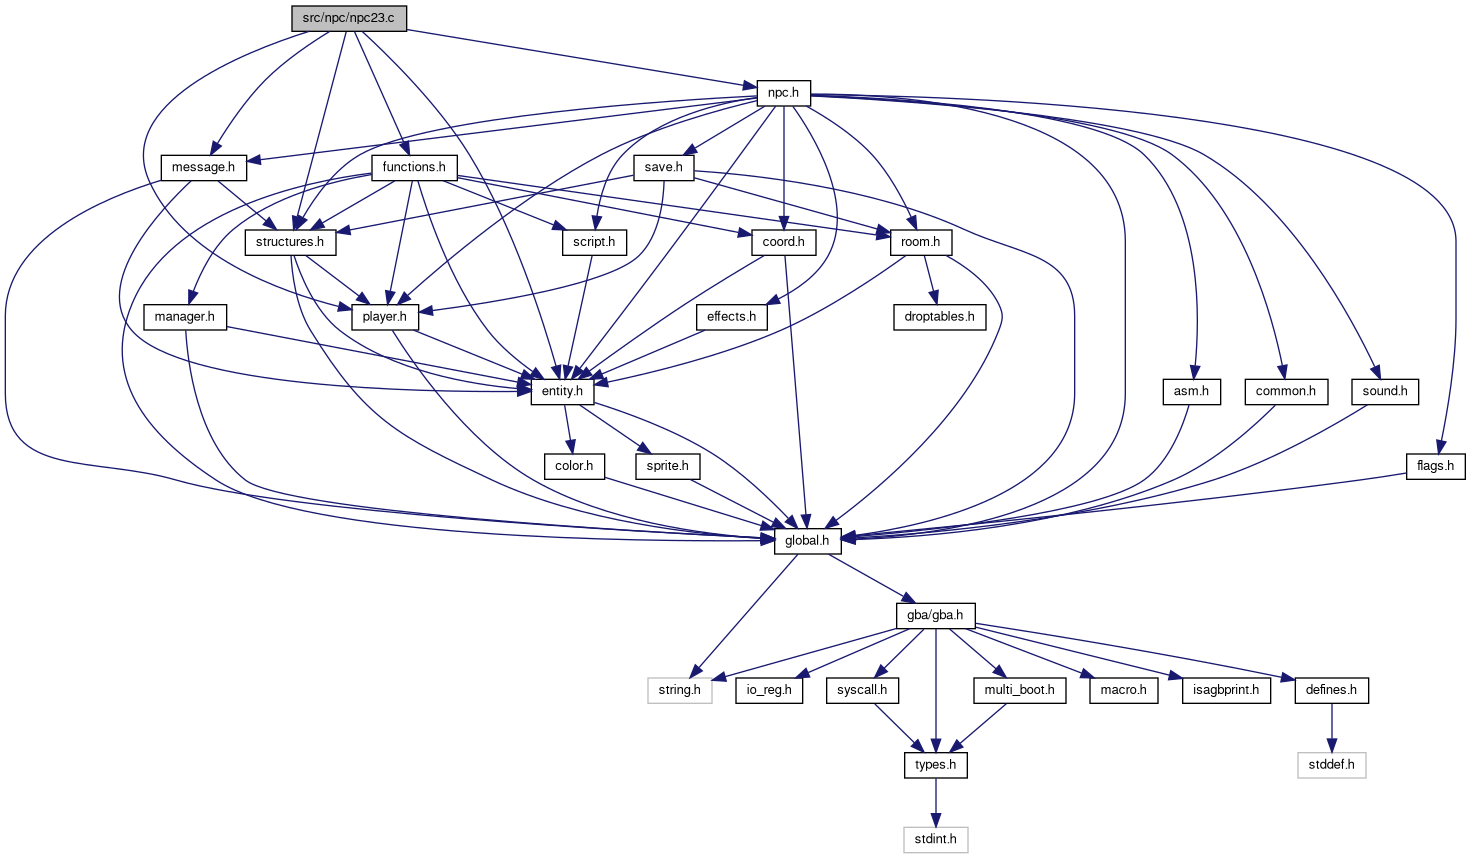 src/npc/npc23.c
npc.h
message.h
functions.h
save.h
structures.h
script.h
coord.h
room.h
manager.h
player.h
effects.h
droptables.h
entity.h
asm.h
common.h
sound.h
color.h
sprite.h
flags.h
global.h
gba/gba.h
string.h
io_reg.h
syscall.h
multi_boot.h
macro.h
isagbprint.h
defines.h
types.h
stddef.h
stdint.h